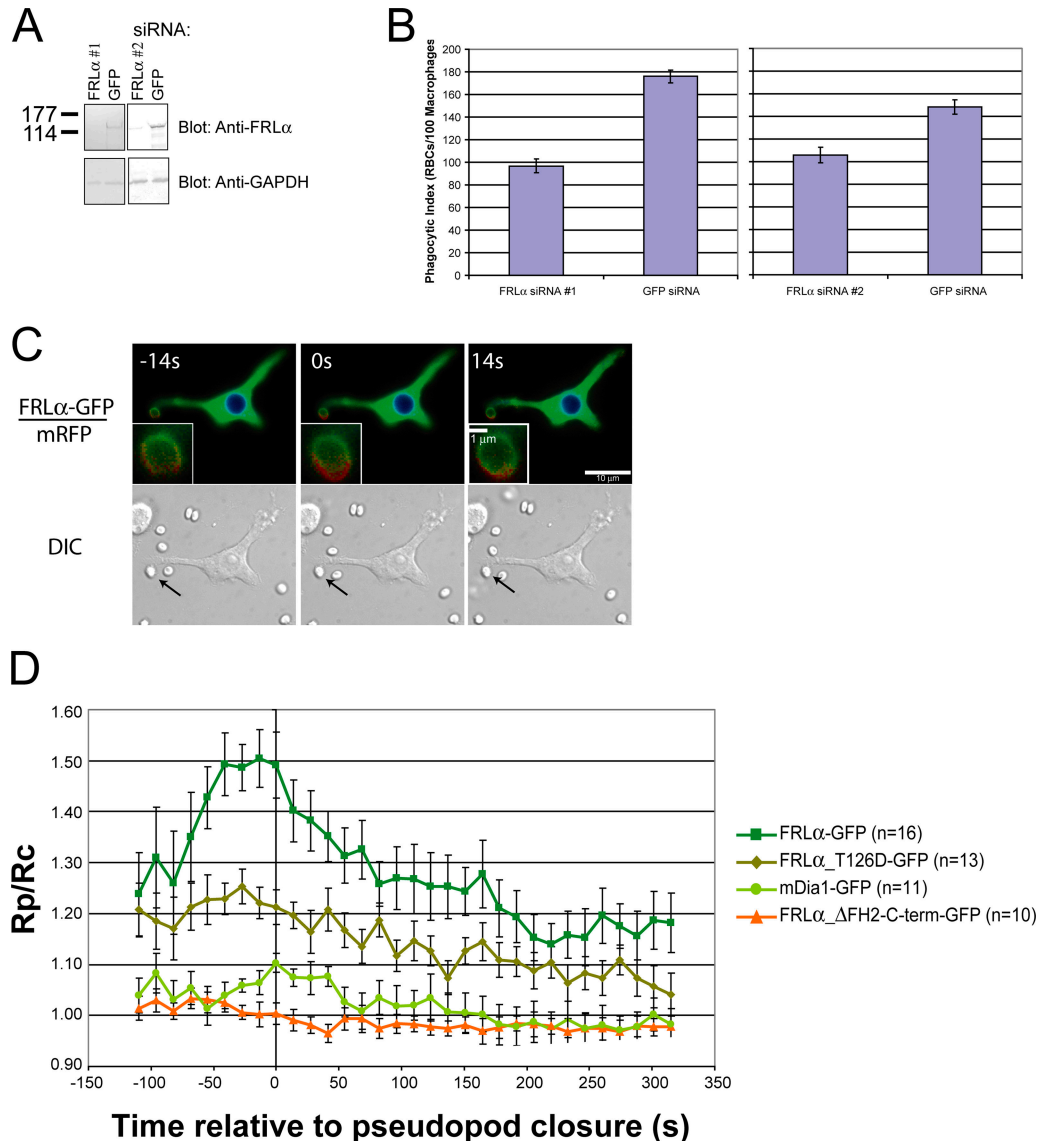 A
siRNA:
FRLα #1
GFP
FRLα #2
GFP
177
114
Blot: Anti-FRLα
Blot: Anti-GAPDH
B
Phagocytic Index (RBCs/100 Macrophages
200
180
160
140
120
100
80
60
40
20
0
FRLα siRNA #1
GFP siRNA
FRLα siRNA #2
GFP siRNA
C
FRLα-GFP
mRFP
-14s
0s
14s
1 μm
10 μm
DIC
D
Rp/Rc
1.60
1.50
1.40
1.30
1.20
1.10
1.00
0.90
-150
-100
-50
0
50
100
150
200
250
300
350
Time relative to pseudopod closure (s)
FRLα-GFP (n=16)
FRLα_T126D-GFP (n=13)
mDia1-GFP (n=11)
FRLα_ΔFH2-C-term-GFP (n=10)